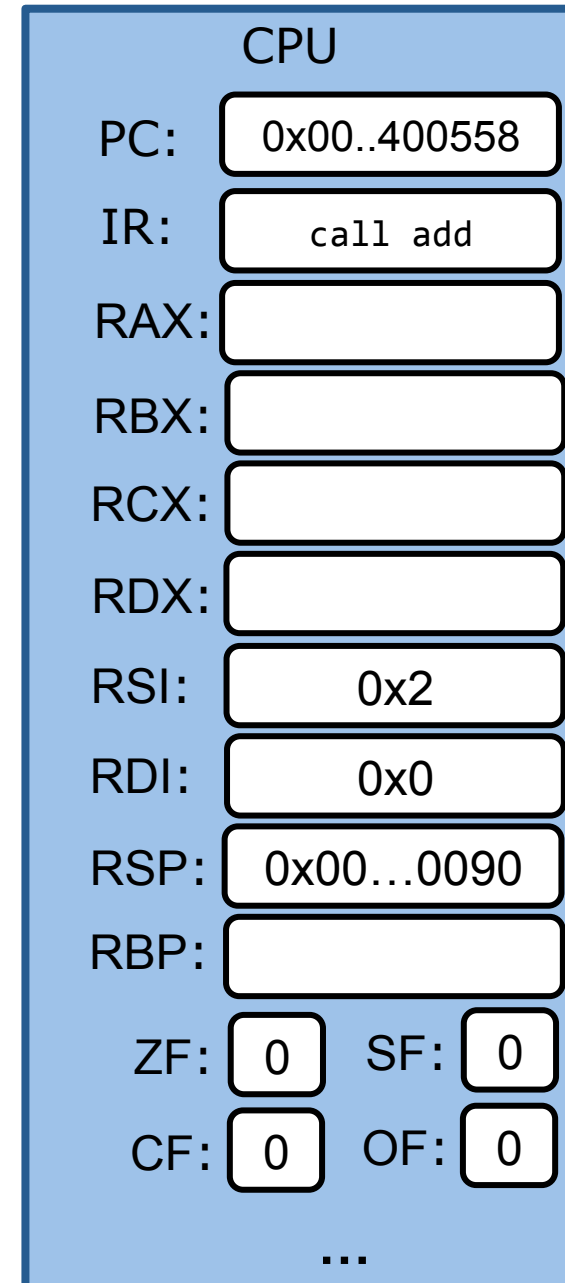 CPU
PC: 0x00..400558
IR: call add
RAX:
RBX:
RCX:
RDX:
RSI: 0x2
RDI: 0x0
RSP: 0x00...0090
RBP:
ZF: 0 SF: 0
CF: 0 OF: 0
...